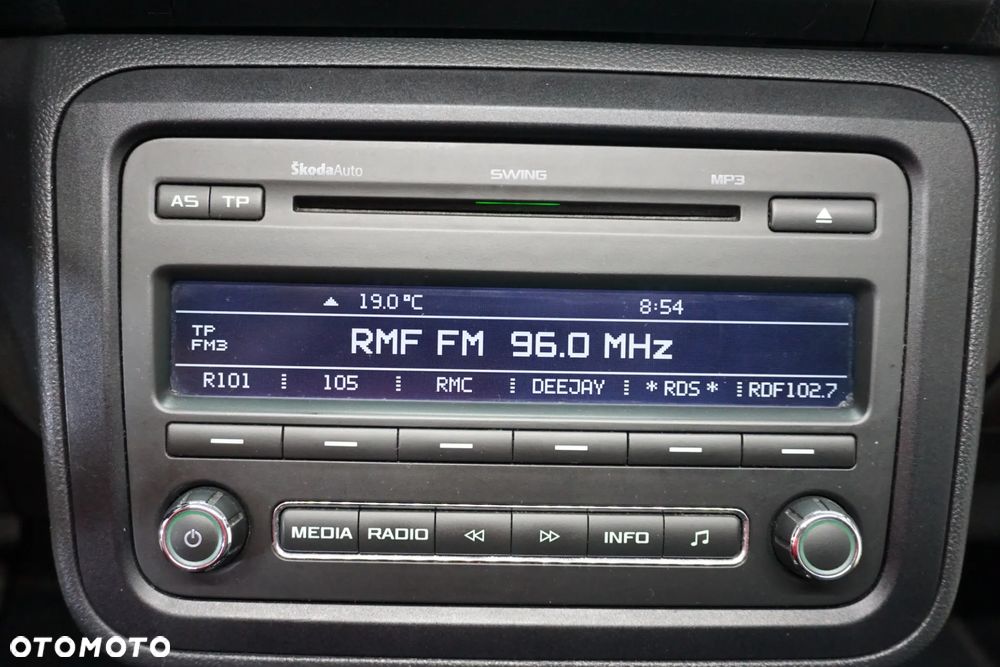 ŠkodaAuto SWING MP3
AS TP
19.0°C 8:54
TP
FM3
RMF FM 96.0 MHz
R101 105 RMC DEEJAY *RDS* RDF102.7
MEDIA RADIO INFO
OTOMOTO